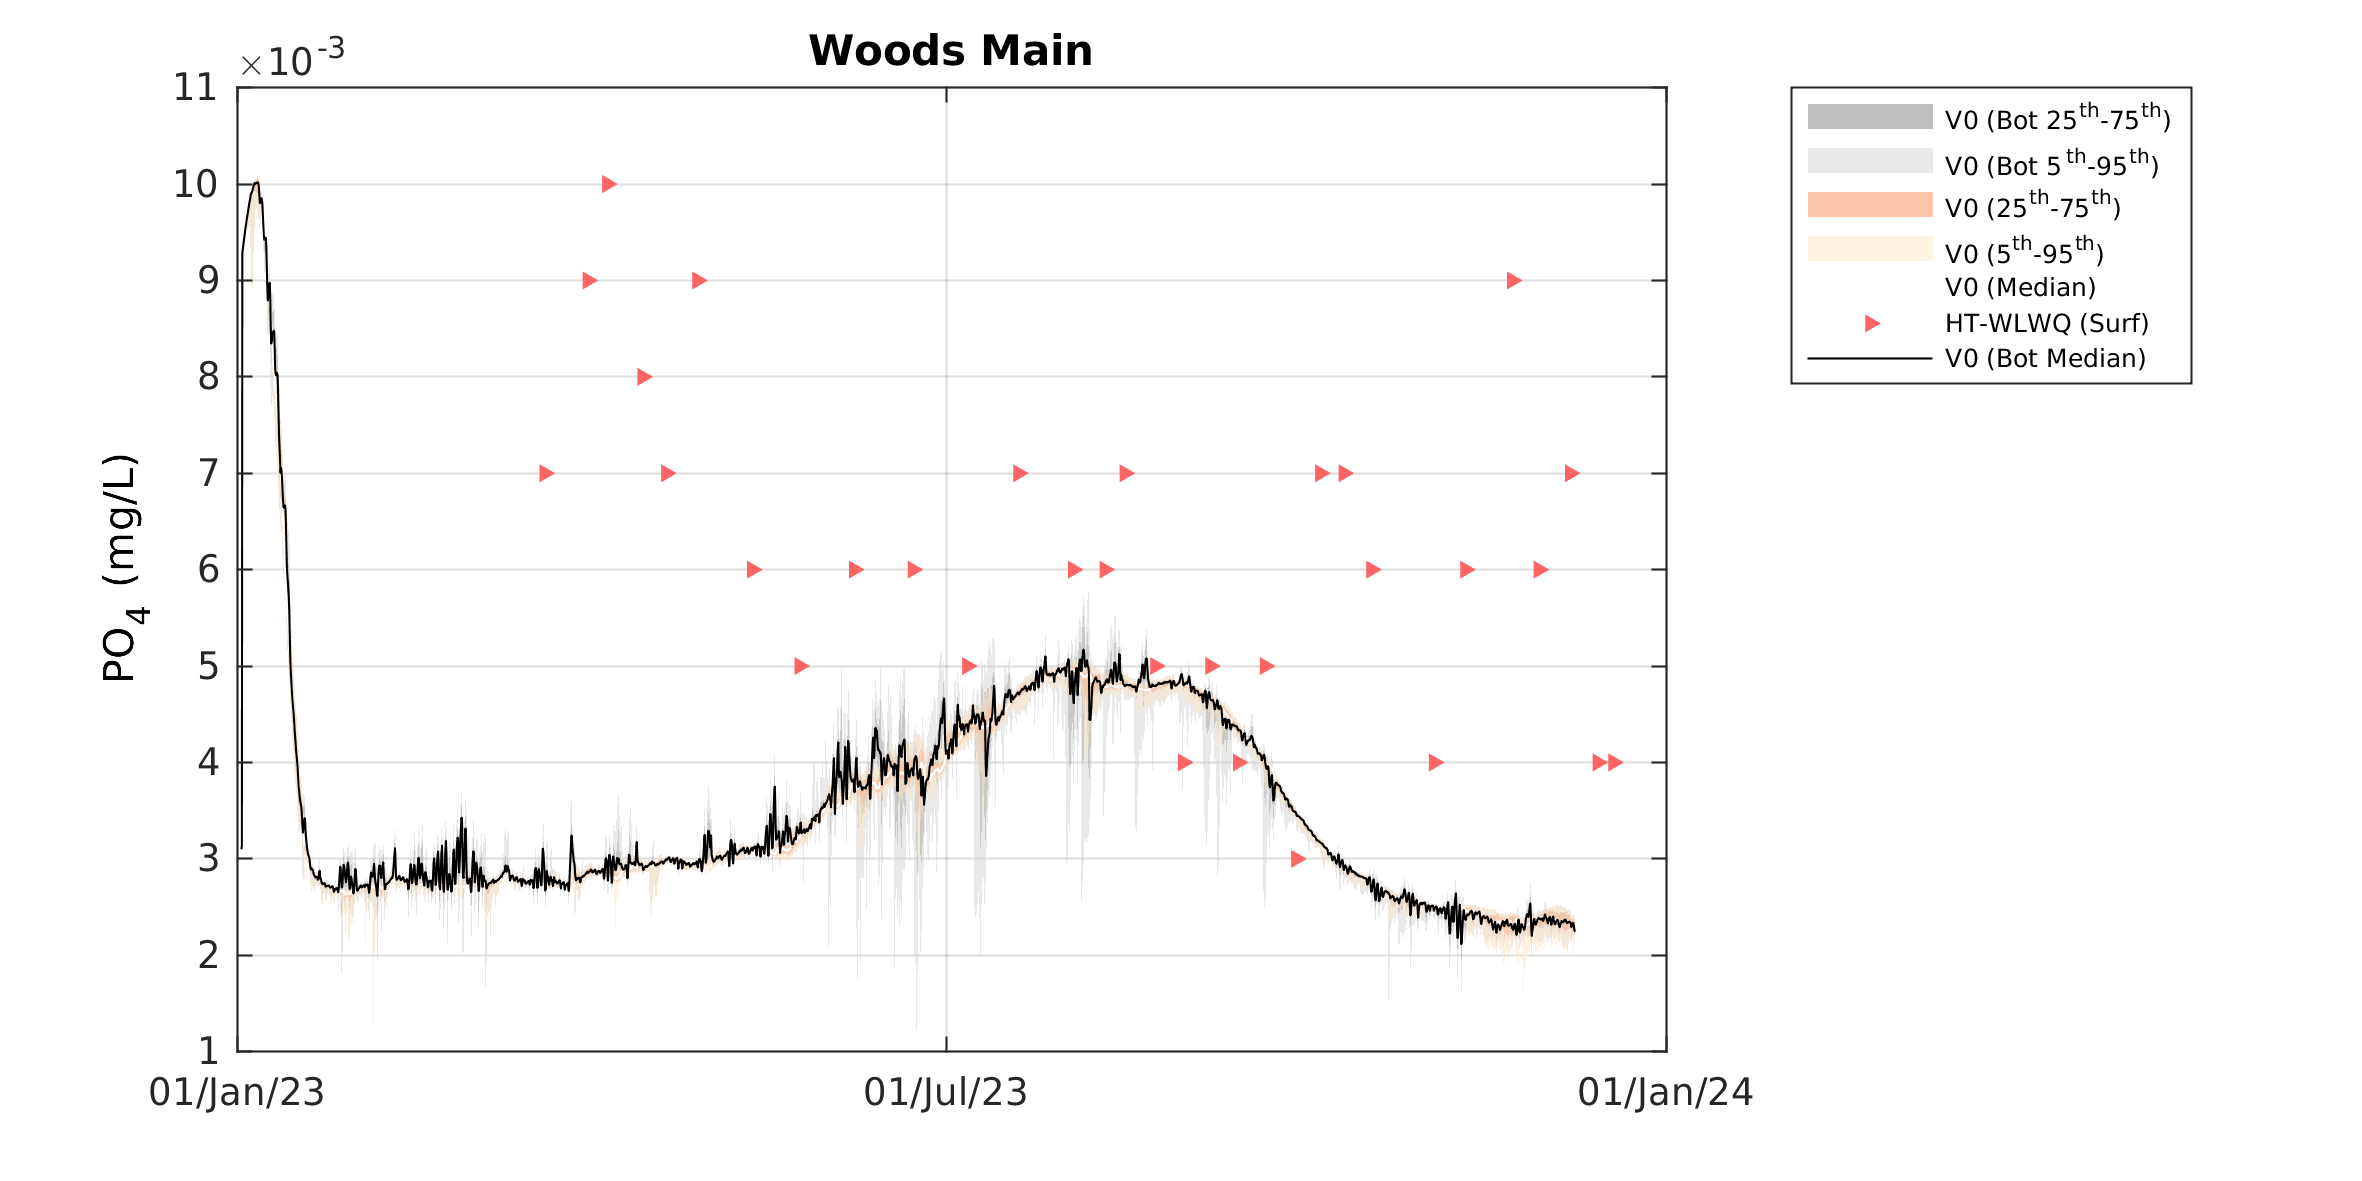 Woods Main
×10-3
11
10
9
8
7
6
5
4
3
2
1
PO4 (mg/L)
01/Jan/23
01/Jul/23
01/Jan/24
V0 (Bot 25th-75th)
V0 (Bot 5th-95th)
V0 (25th-75th)
V0 (5th-95th)
V0 (Median)
HT-WLWQ (Surf)
V0 (Bot Median)